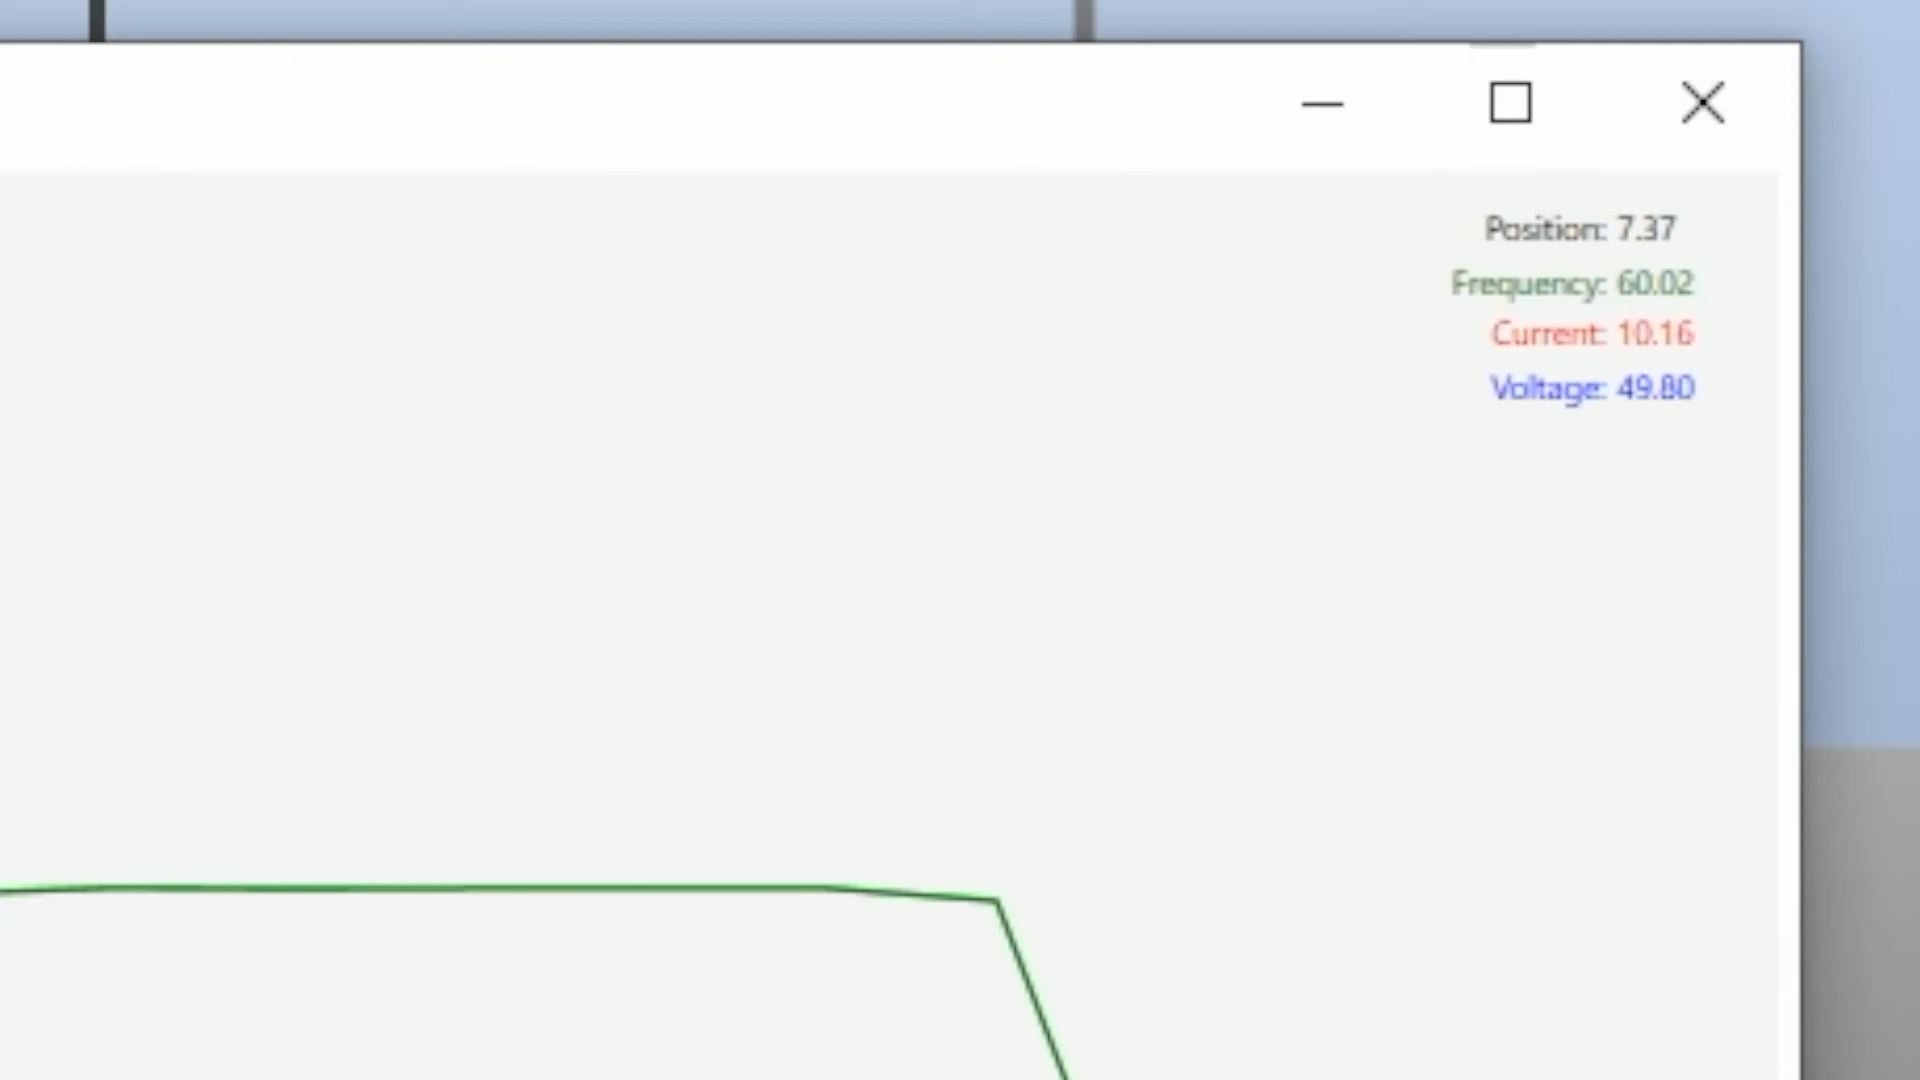 Position: 7.37
Frequency: 60.02
Current: 10.16
Voltage: 49.80